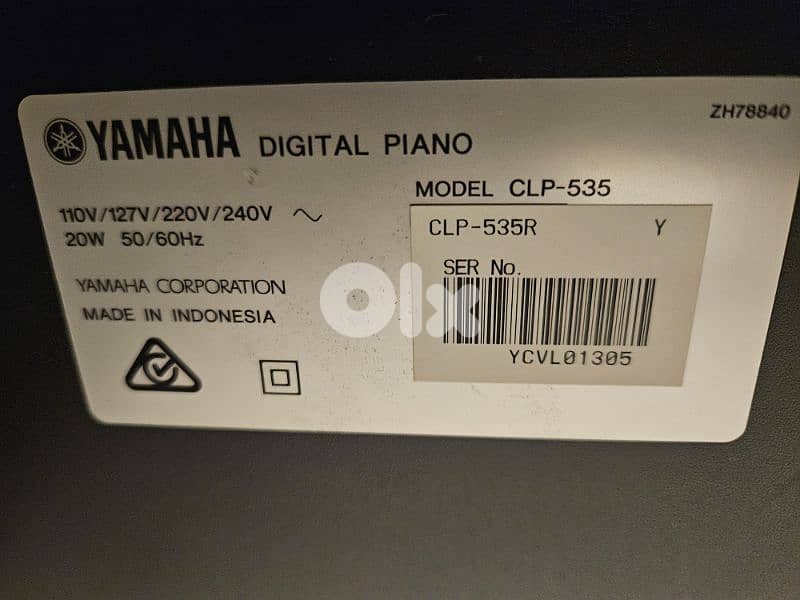 ZH78840
YAMAHA DIGITAL PIANO
MODEL CLP-535
110V/127V/220V/240V ~
20W 50/60Hz
CLP-535R Y
SER No.
YCVL01305
YAMAHA CORPORATION
MADE IN INDONESIA
olx